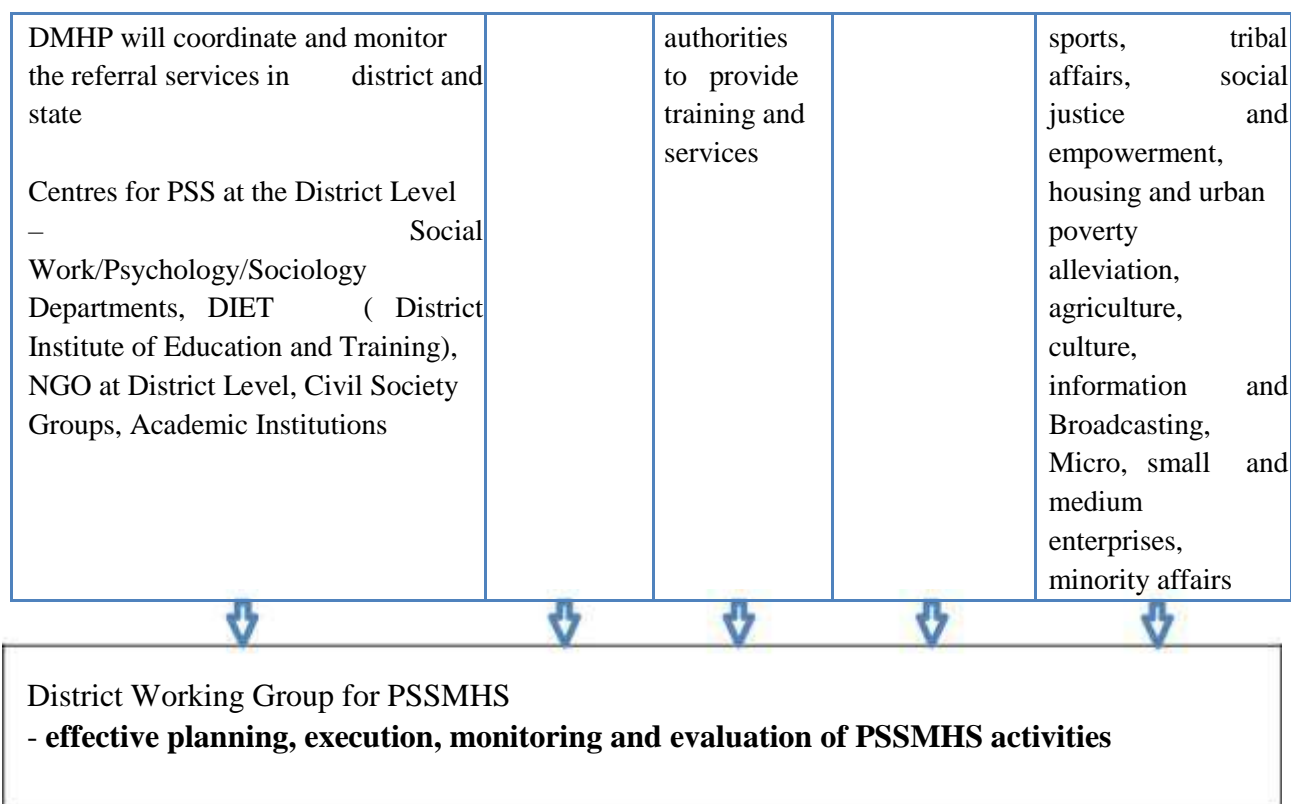 DMHP will coordinate and monitor
the referral services in district and
state
Centres for PSS at the District Level
– Social
Work/Psychology/Sociology
Departments, DIET ( District
Institute of Education and Training),
NGO at District Level, Civil Society
Groups, Academic Institutions
authorities
to provide
training and
services
sports, tribal
affairs, social
justice and
empowerment,
housing and urban
poverty
alleviation,
agriculture,
culture,
information and
Broadcasting,
Micro, small and
medium
enterprises,
minority affairs
District Working Group for PSSMHS
- effective planning, execution, monitoring and evaluation of PSSMHS activities